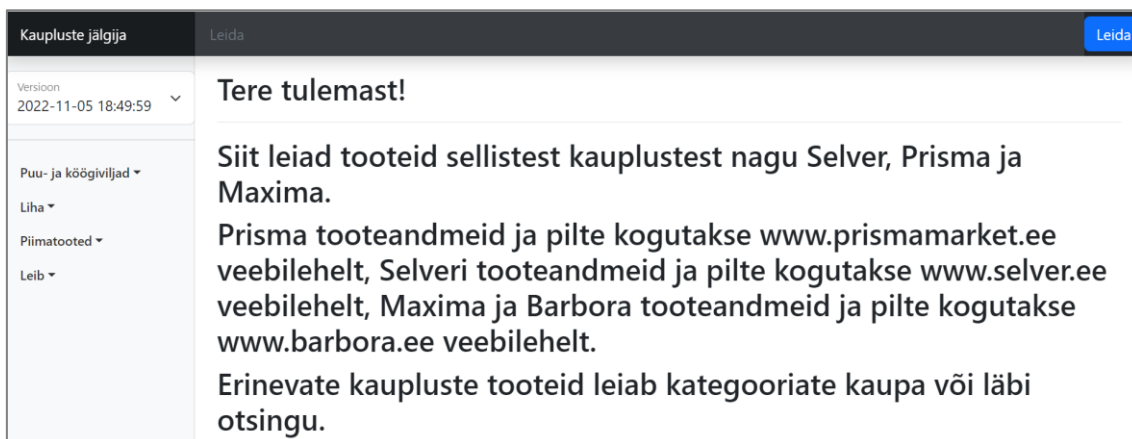 Kaupluste jälgija
Leida
Leida
Versioon
2022-11-05 18:49:59
Puu- ja köögiviljad
Liha
Piimatooted
Leib
Tere tulemast!
Siit leiad tooteid sellistest kauplustest nagu Selver, Prisma ja
Maxima.
Prisma tooteandmeid ja pilte kogutakse www.prismamarket.ee
veebilehelt, Selveri tooteandmeid ja pilte kogutakse www.selver.ee
veebilehelt, Maxima ja Barbora tooteandmeid ja pilte kogutakse
www.barbora.ee veebilehelt.
Erinevate kaupluste tooteid leiab kategooriate kaupa või läbi
otsingu.